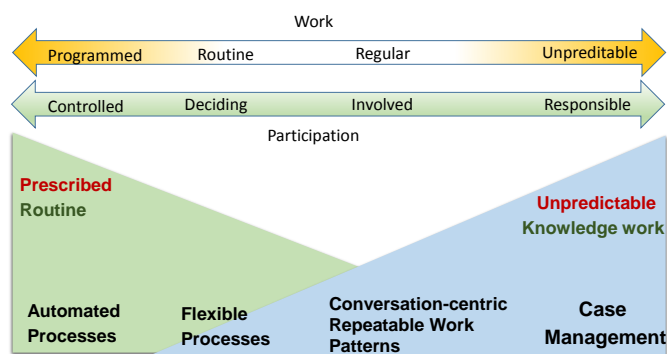 Work
Programmed Routine Regular Unpreditable
Controlled Deciding Involved Responsible
Participation
Prescribed
Routine
Unpredictable
Knowledge work
Automated
Processes
Flexible
Processes
Conversation-centric
Repeatable Work
Patterns
Case
Management